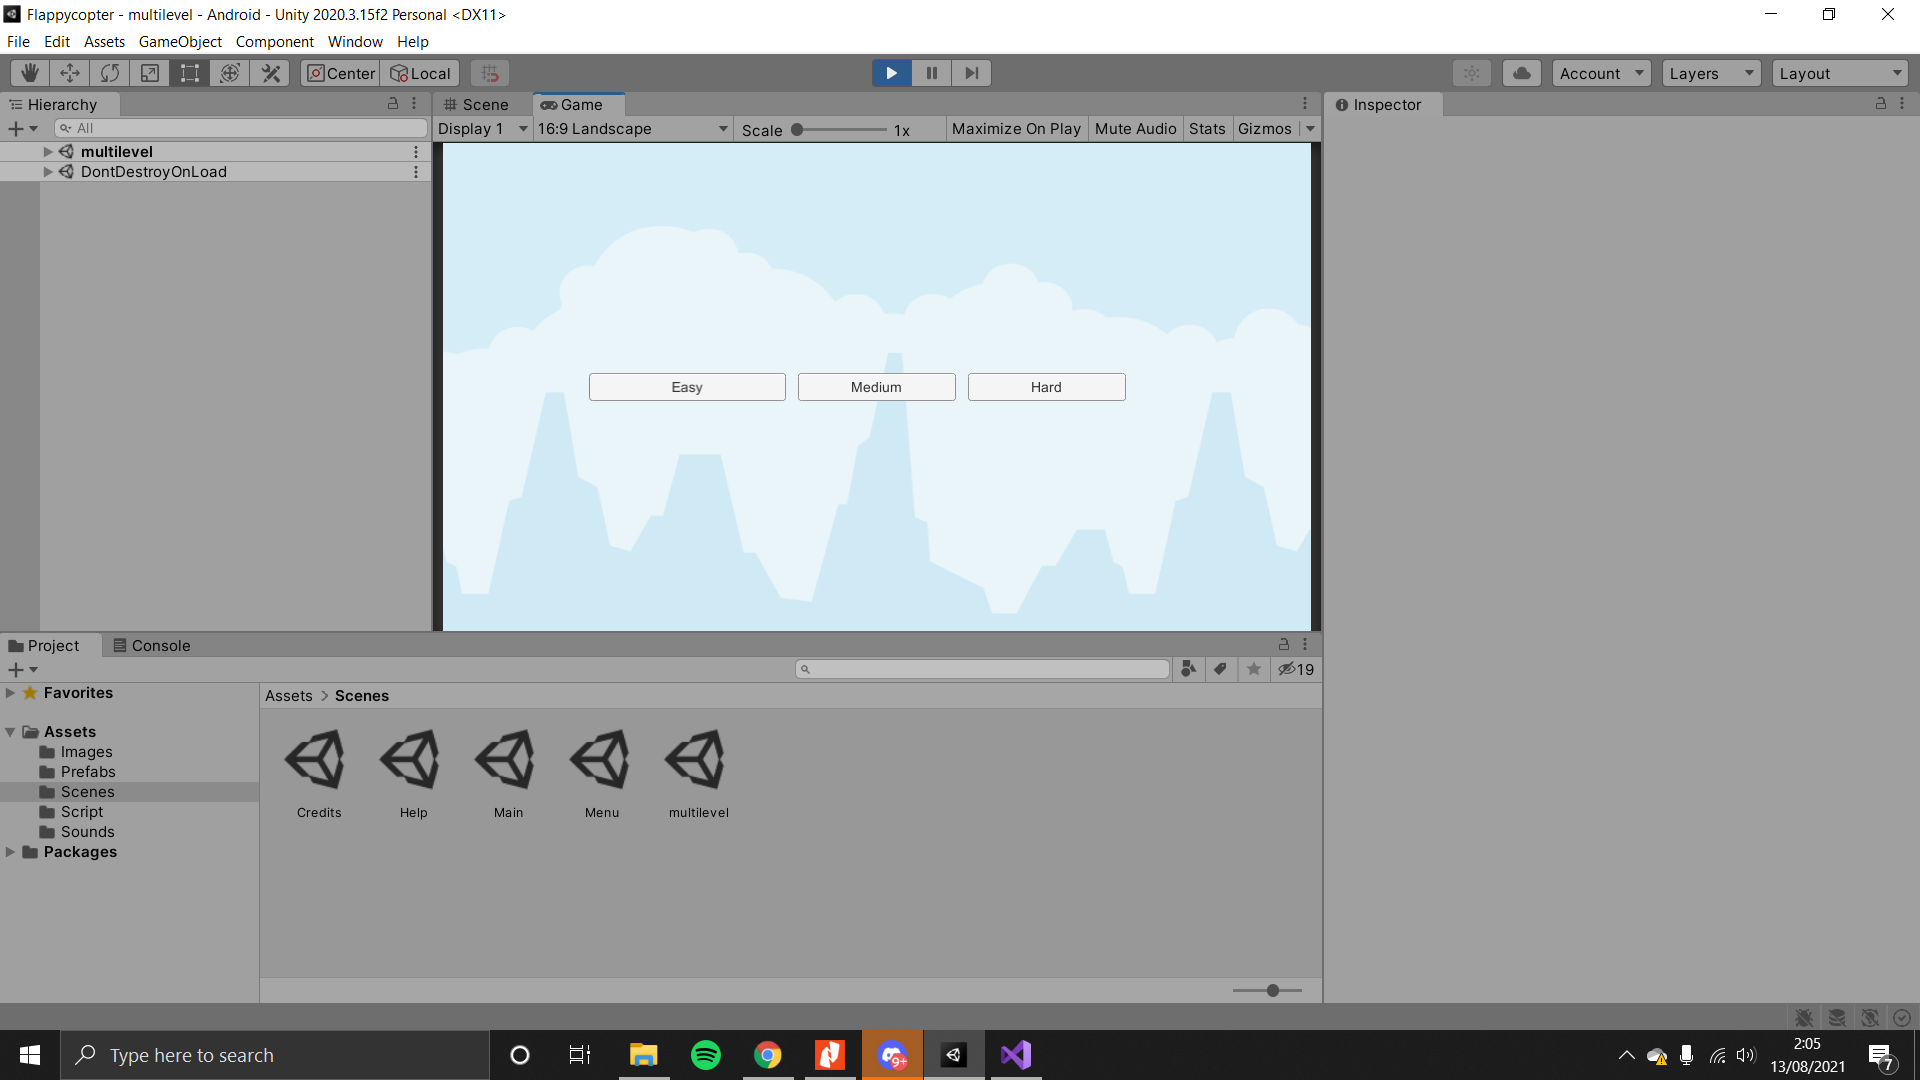 Flappycopter - multilevel - Android - Unity 2020.3.15f2 Personal <DX11>
File Edit Assets GameObject Component Window Help
Center Local Account Layers Layout
Hierarchy Scene Game Inspector
All Display 1 16:9 Landscape Scale 1x Maximize On Play Mute Audio Stats Gizmos
multilevel
DontDestroyOnLoad
Easy Medium Hard
Project Console
19
Favorites Assets > Scenes
Assets
Images
Prefabs
Scenes
Script
Sounds
Packages
Credits Help Main Menu multilevel
Type here to search
9+
2:05
13/08/2021
7